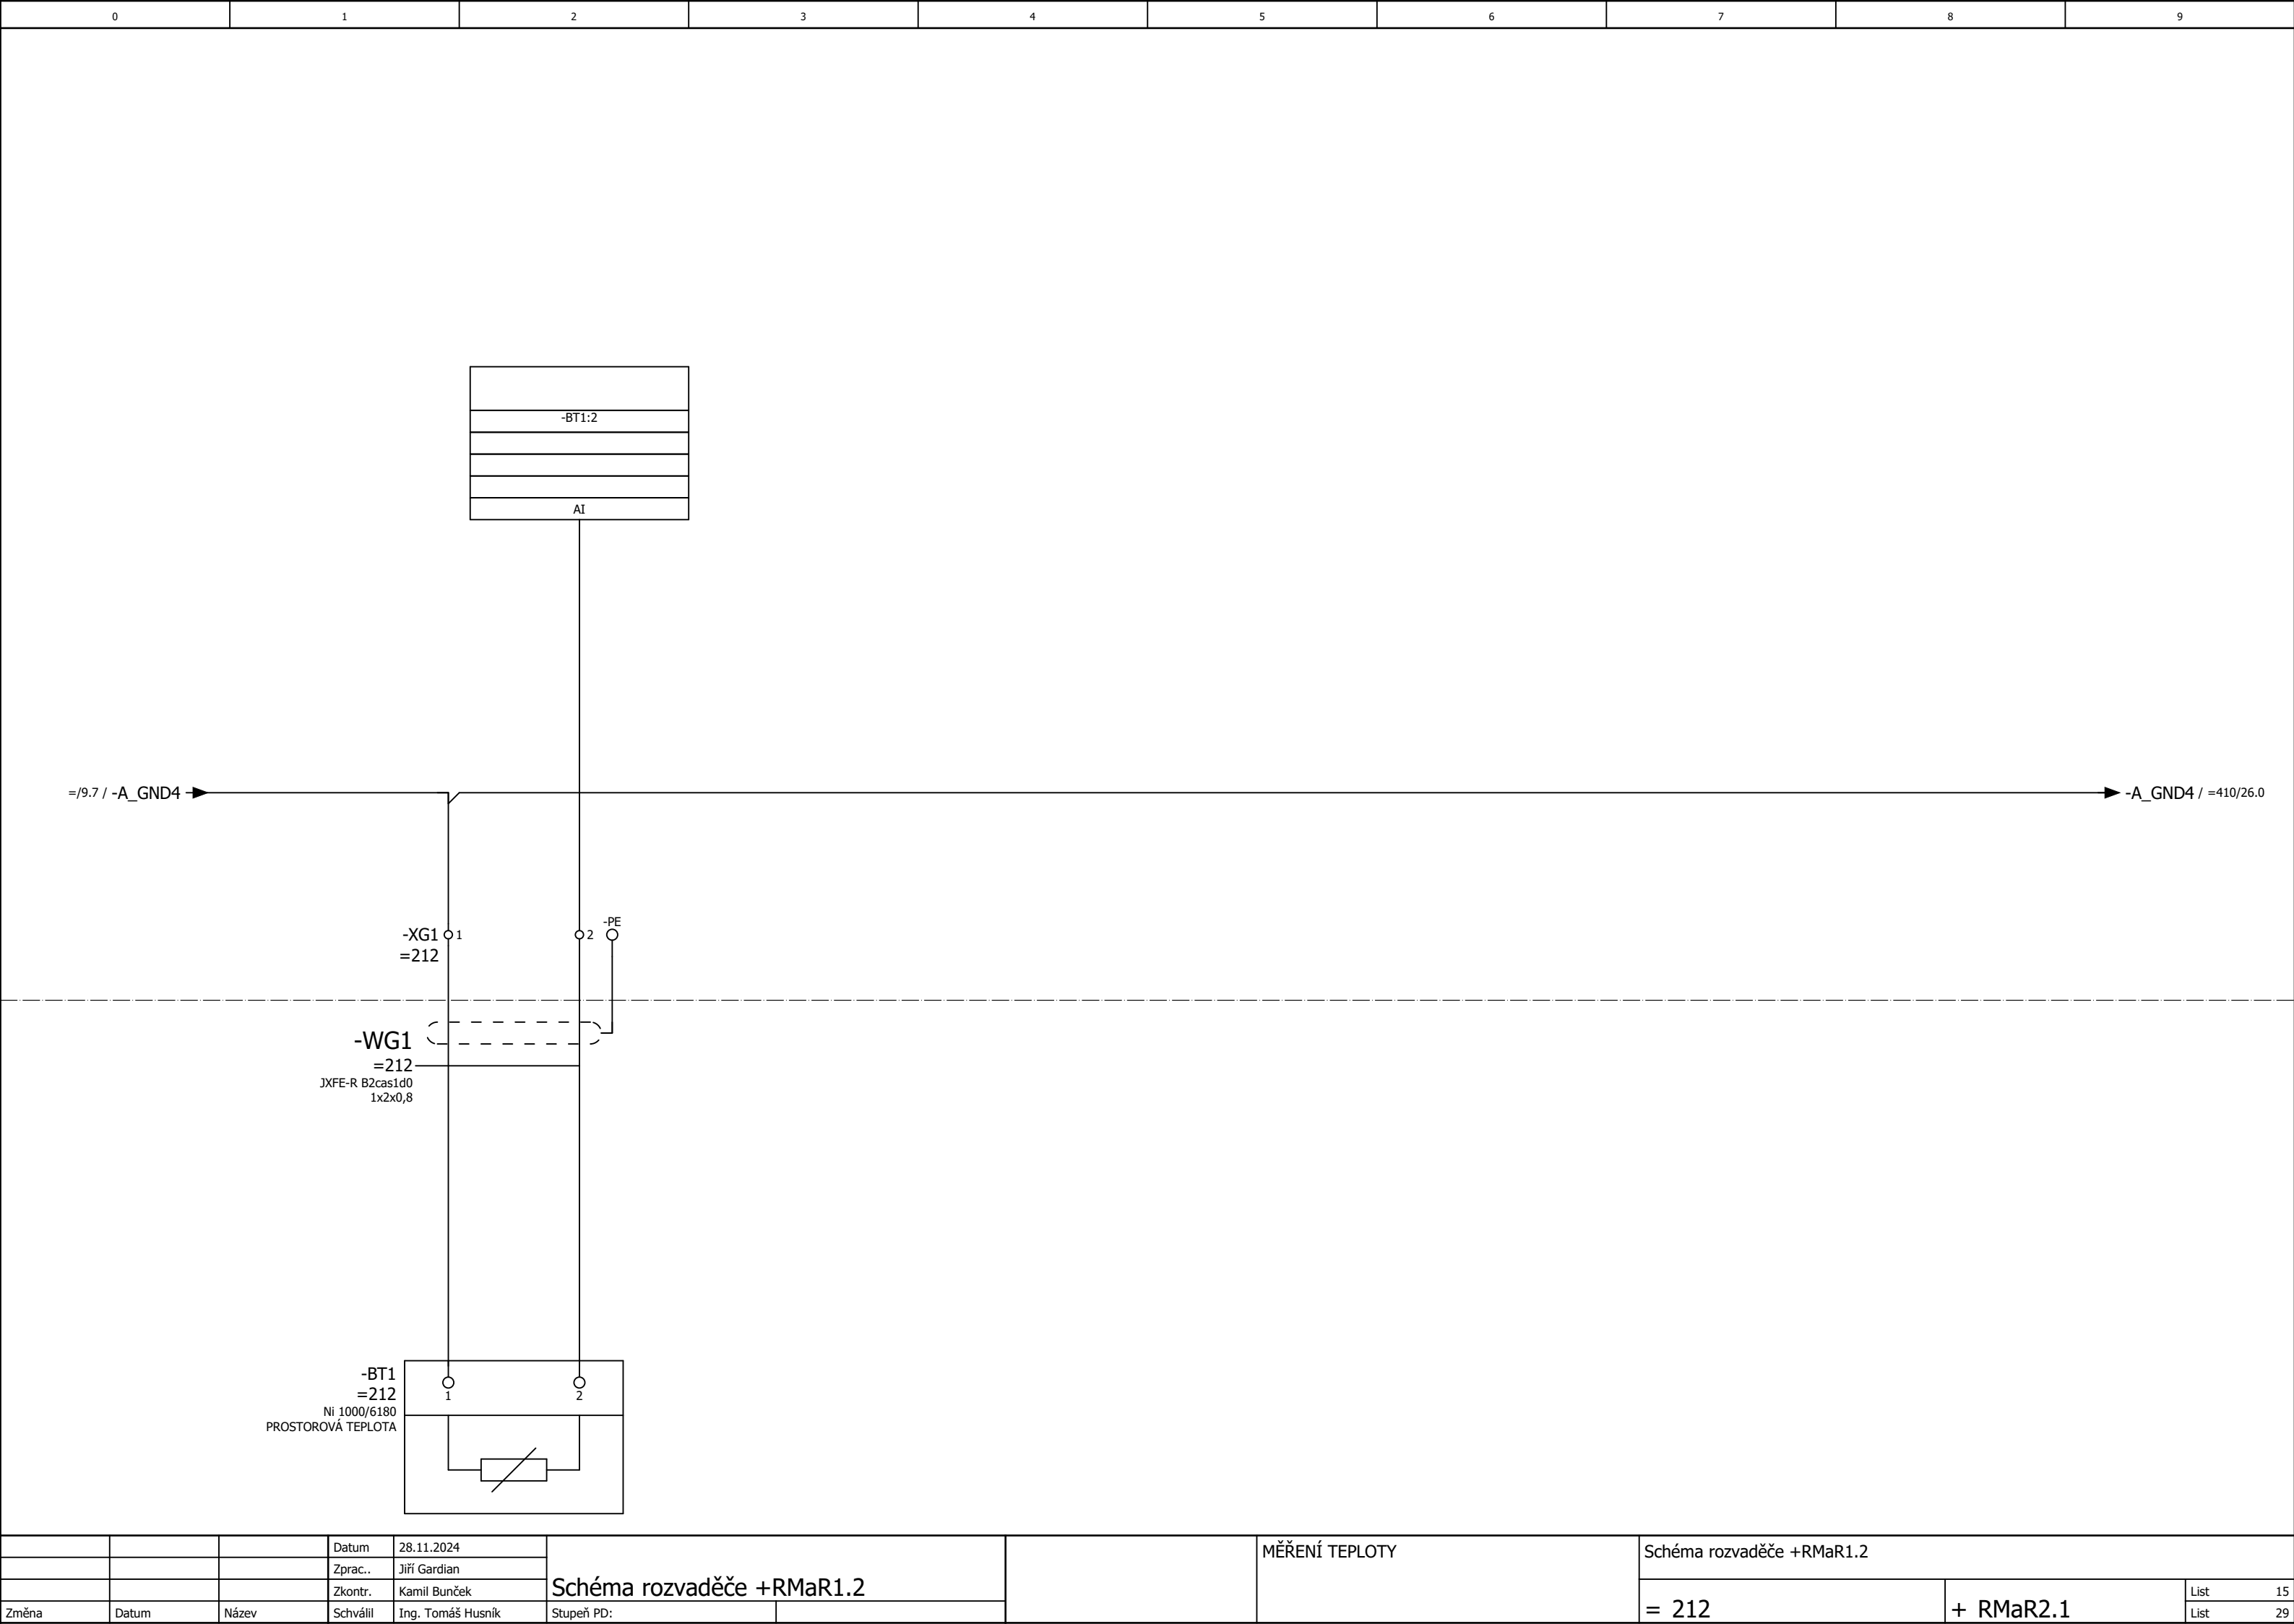 0 1 2 3 4 5 6 7 8 9
-BT1:2
AI
=/9.7 / -A_GND4
-A_GND4 / =410/26.0
-PE
-XG1 1 2
=212
-WG1
=212
JXFE-R B2cas1d0
1x2x0,8
-BT1
=212
1 2
Ni 1000/6180
PROSTOROVÁ TEPLOTA
Datum 28.11.2024
Zprac.. Jiří Gardian
Zkontr. Kamil Bunček
Změna Datum Název Schválil Ing. Tomáš Husník
Schéma rozvaděče +RMaR1.2
Stupeň PD:
MĚŘENÍ TEPLOTY
Schéma rozvaděče +RMaR1.2
= 212
+ RMaR2.1
List 15
List 29